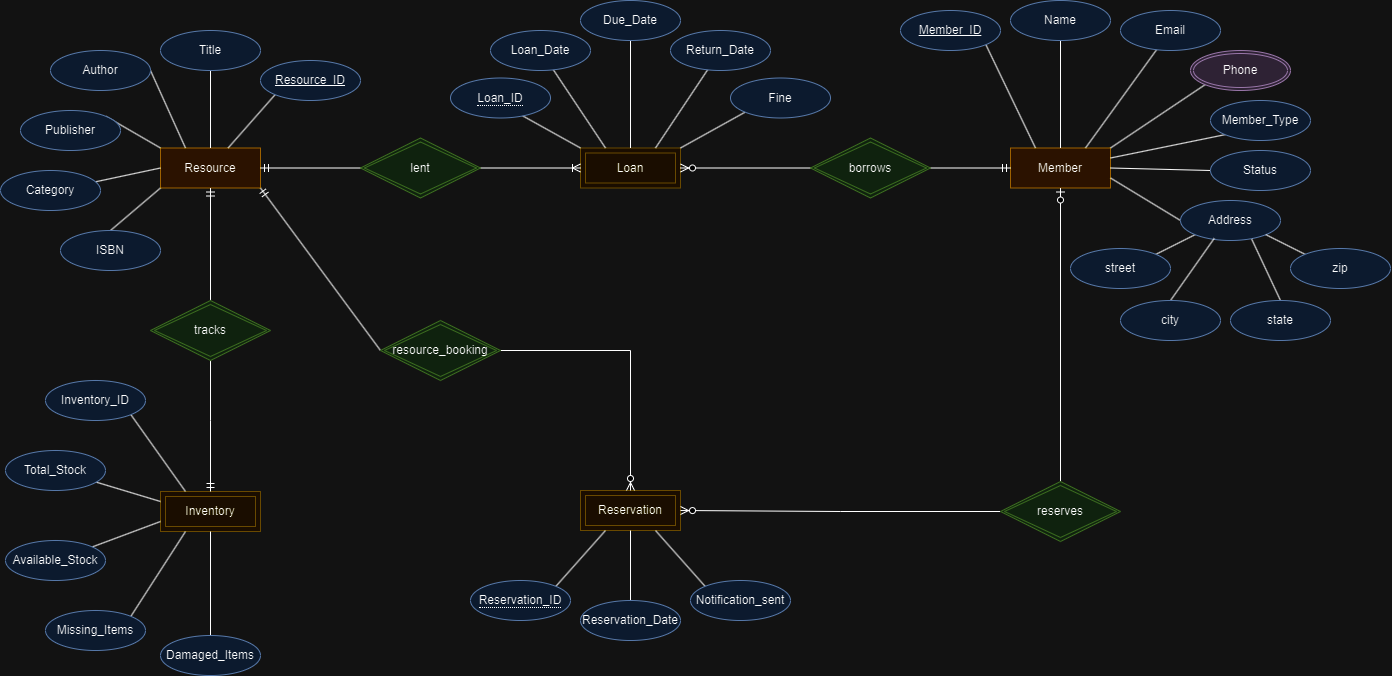 Due_Date
Name
Member_ID
Email
Title
Loan_Date
Return_Date
Author
Phone
Resource_ID
Loan_ID
Fine
Member_Type
Publisher
Resource
lent
Loan
borrows
Member
Status
Category
Address
ISBN
street
zip
city
state
tracks
resource_booking
Inventory_ID
Total_Stock
Inventory
Reservation
reserves
Available_Stock
Reservation_ID
Notification_sent
Reservation_Date
Missing_Items
Damaged_Items